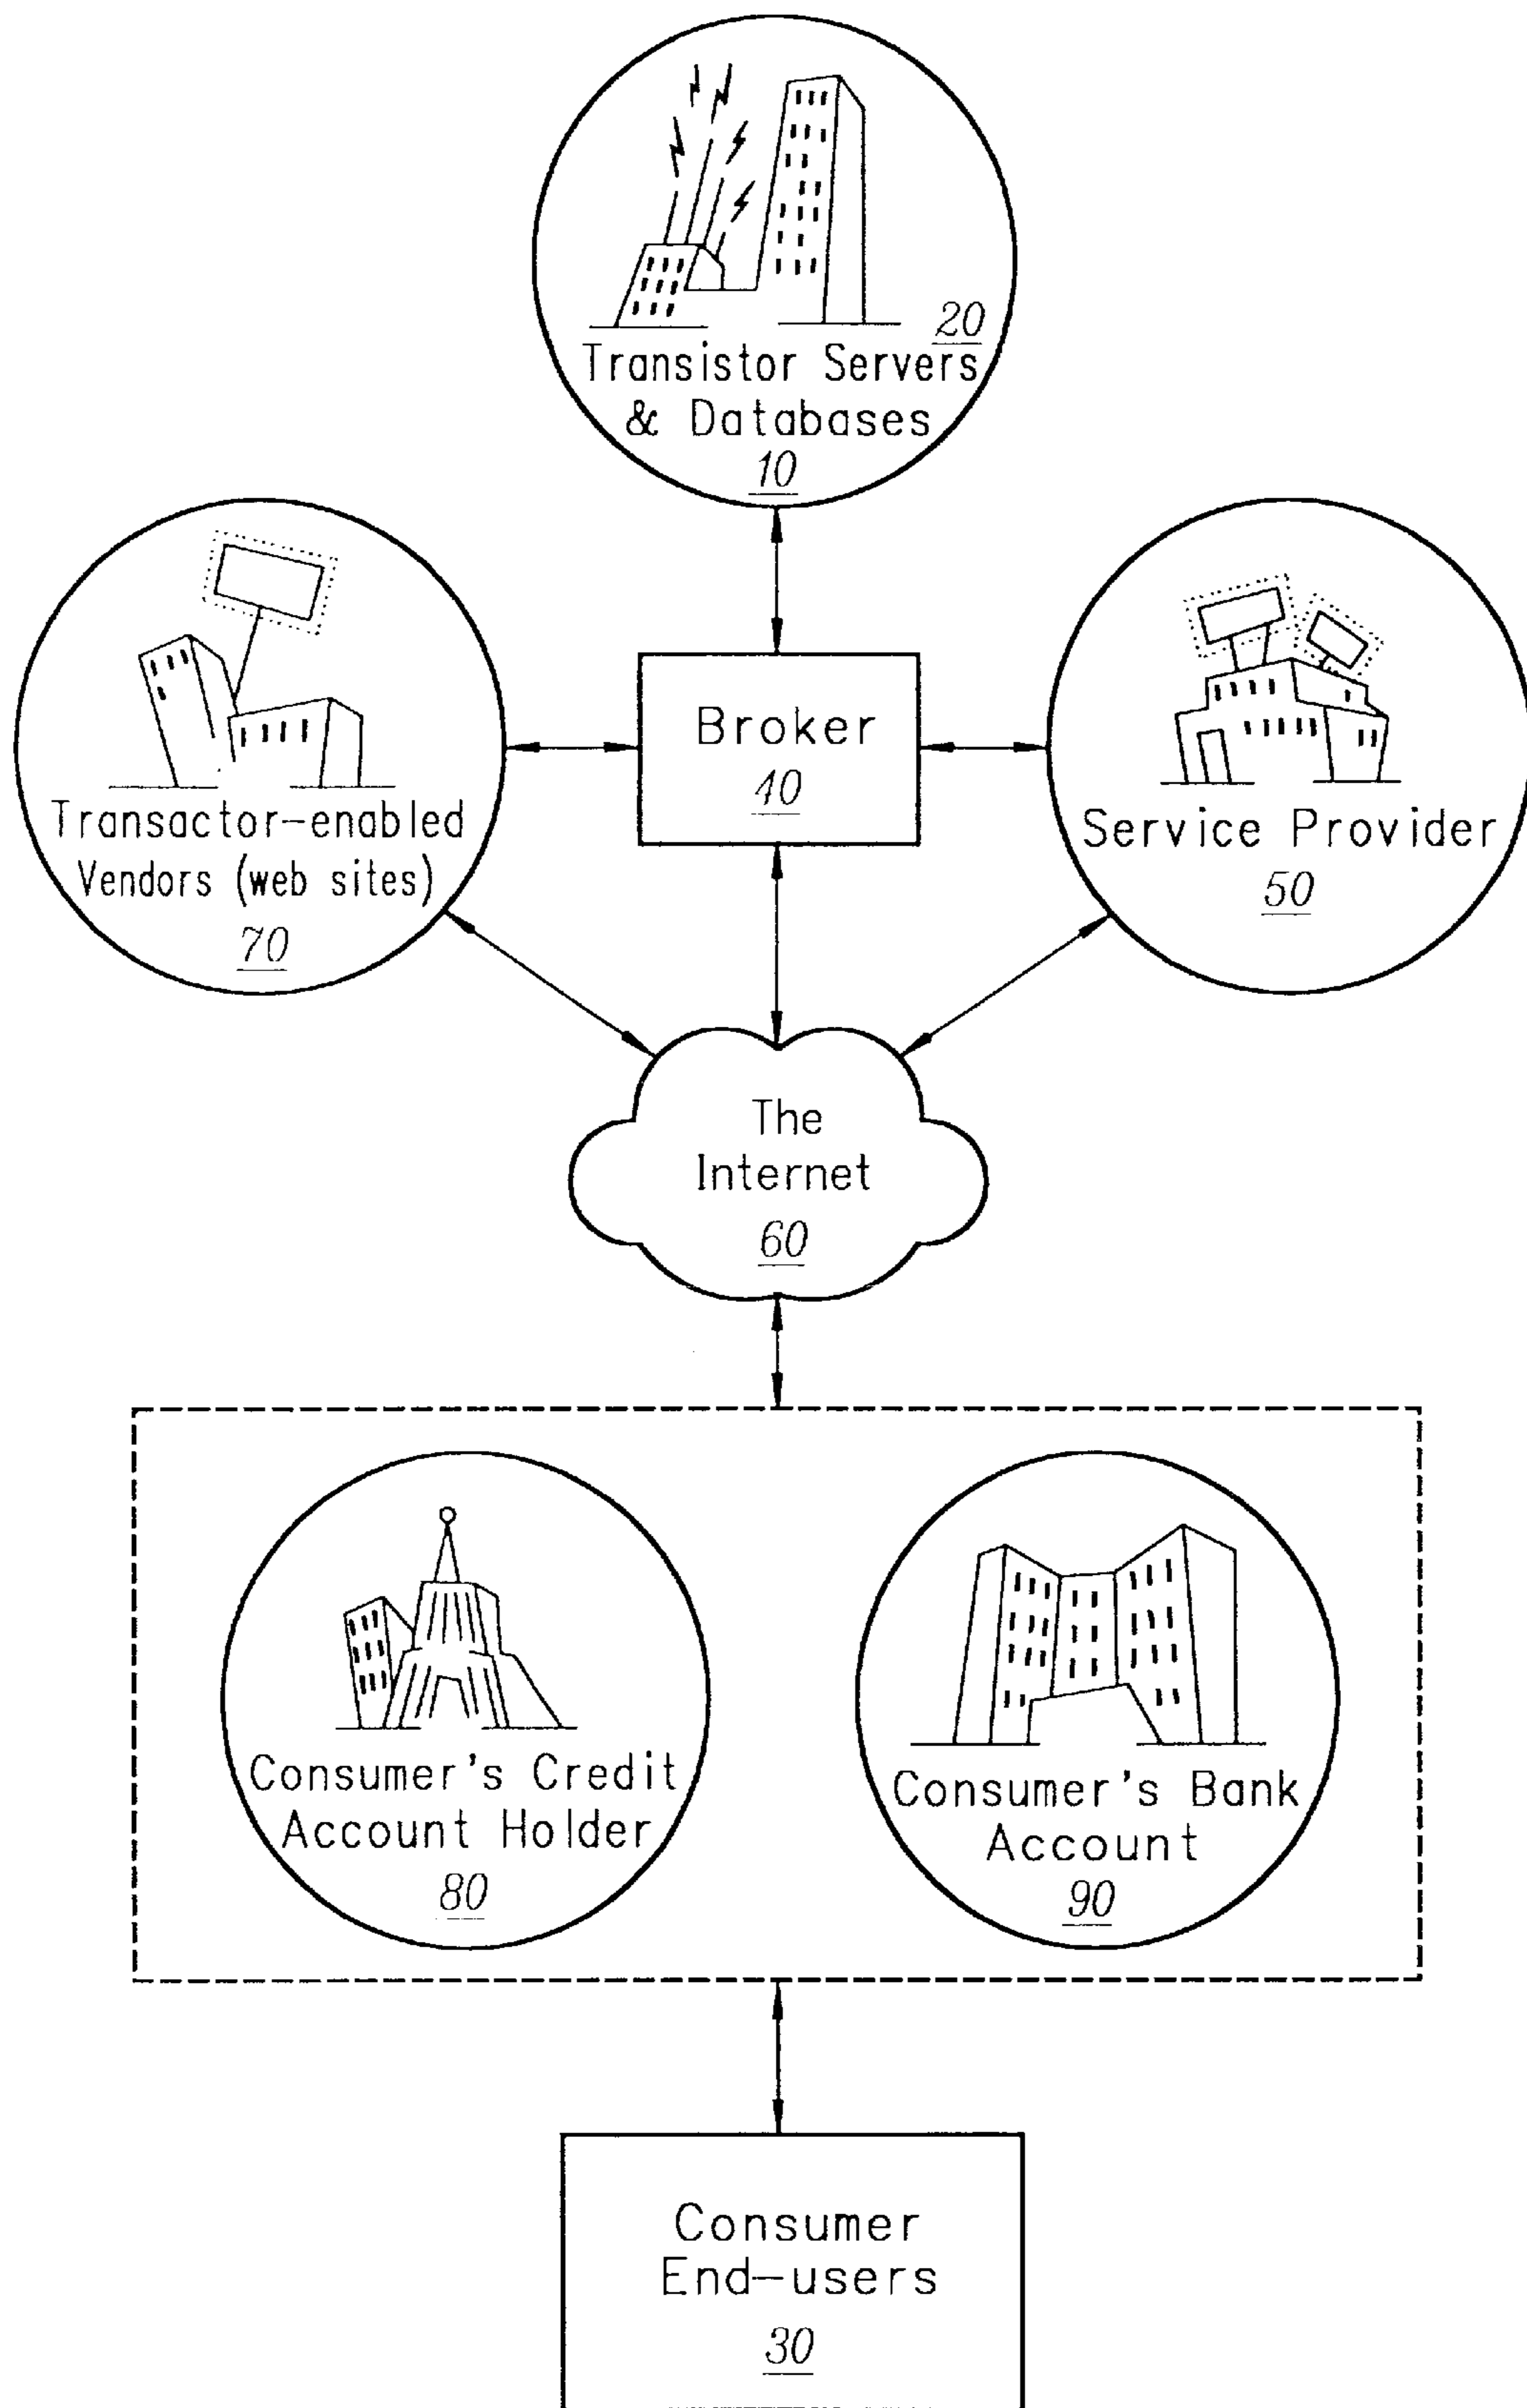 20
Transistor Servers
& Databases
10
Transactor-enabled
Vendors (web sites)
70
Broker
40
Service Provider
50
The
Internet
60
Consumer's Credit
Account Holder
80
Consumer's Bank
Account
90
Consumer
End-users
30